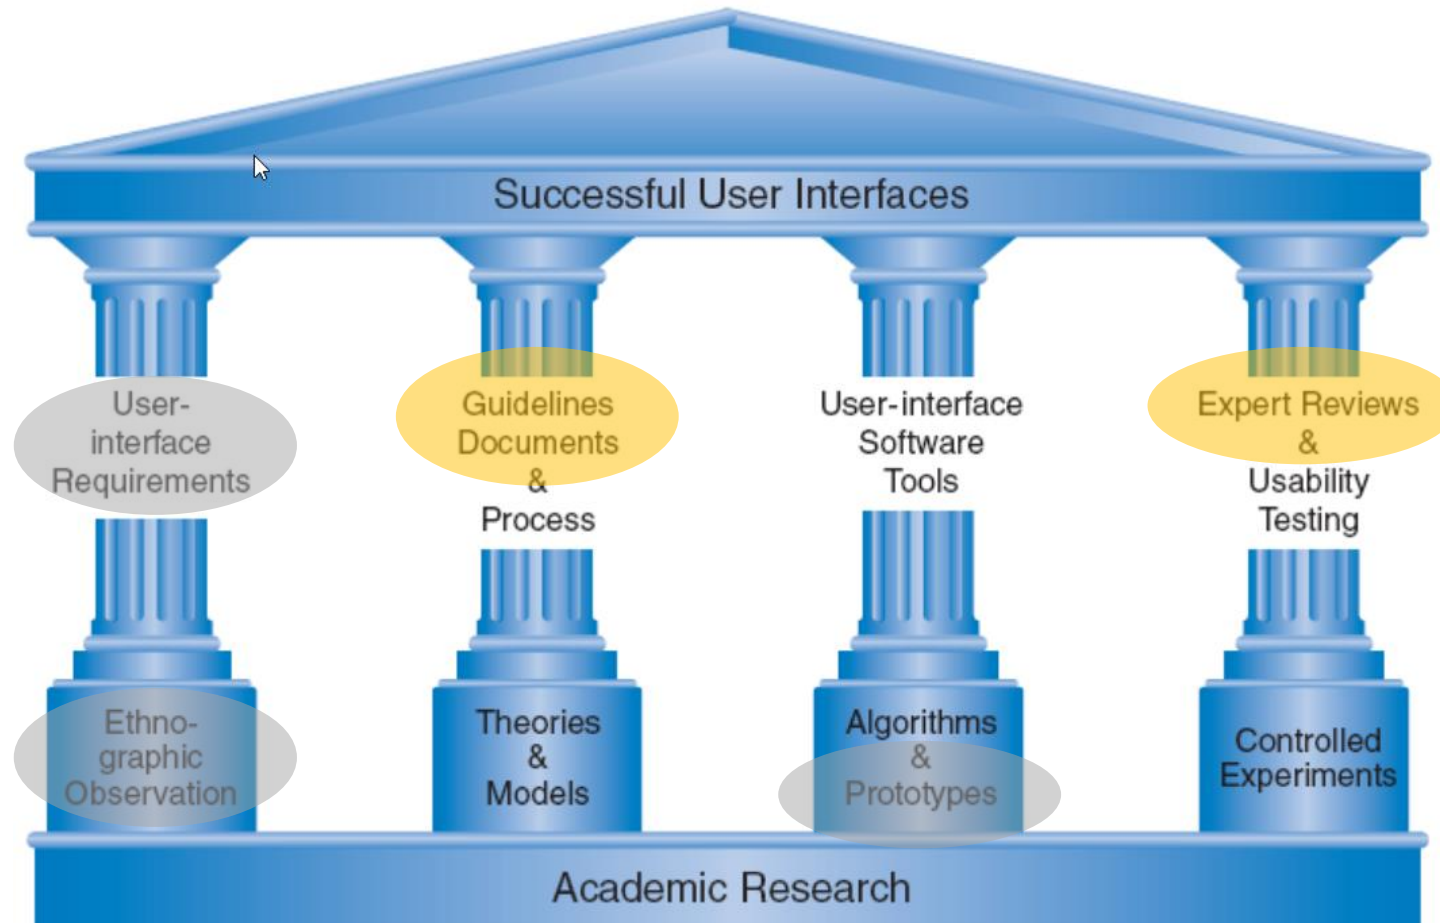 Successful User Interfaces
User-
interface
Requirements
Guidelines
Documents
&
Process
User-interface
Software
Tools
Expert Reviews
&
Usability
Testing
Ethno-
graphic
Observation
Theories
&
Models
Algorithms
&
Prototypes
Controlled
Experiments
Academic Research